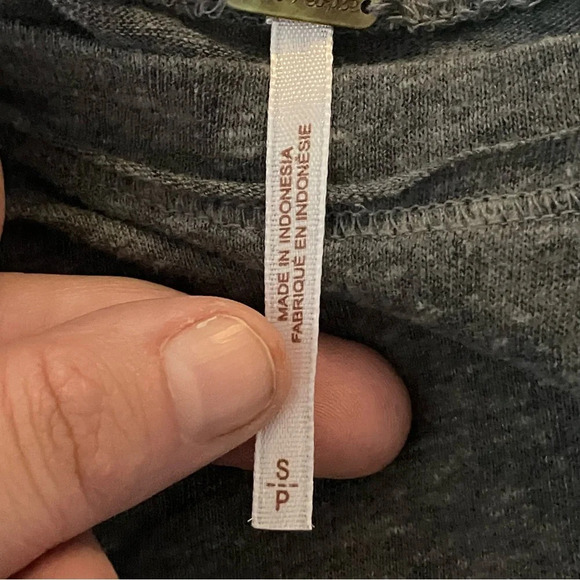 MADE IN INDONESIA
FABRIQUÉ EN INDONÉSIE
S
P